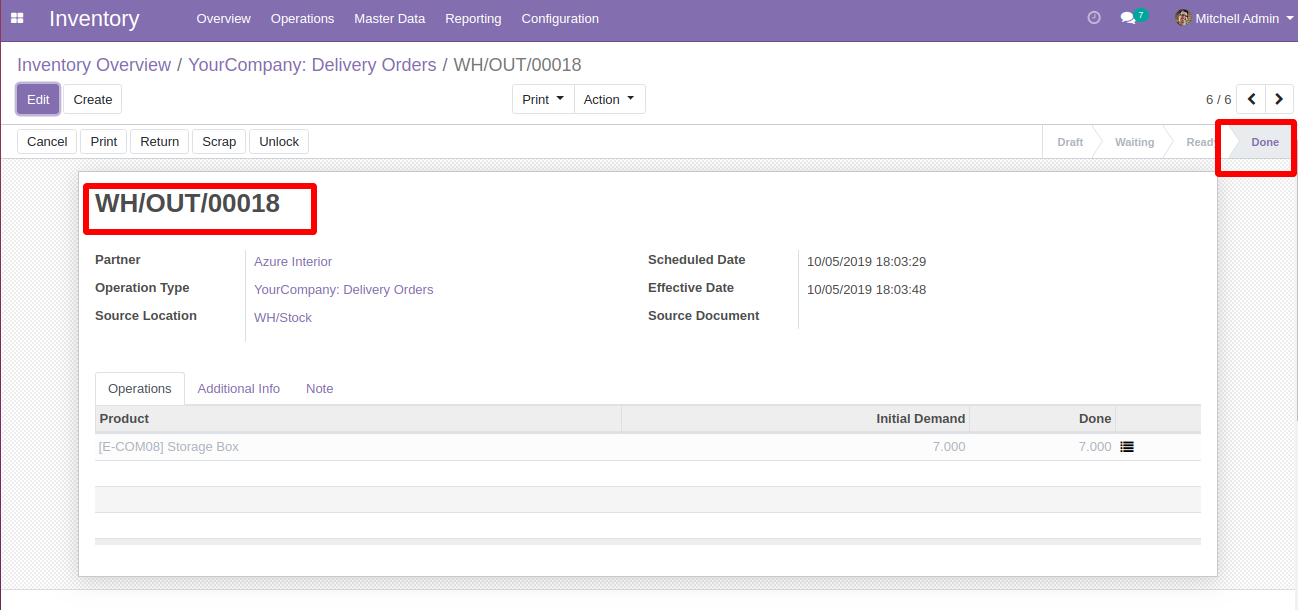 Inventory Overview Operations Master Data Reporting Configuration 7 Mitchell Admin
Inventory Overview / YourCompany: Delivery Orders / WH/OUT/00018
Edit Create Print Action 6 / 6
Cancel Print Return Scrap Unlock Draft Waiting Ready Done
WH/OUT/00018
Partner Azure Interior Scheduled Date 10/05/2019 18:03:29
Operation Type YourCompany: Delivery Orders Effective Date 10/05/2019 18:03:48
Source Location WH/Stock Source Document
Operations Additional Info Note
Product Initial Demand Done
[E-COM08] Storage Box 7.000 7.000